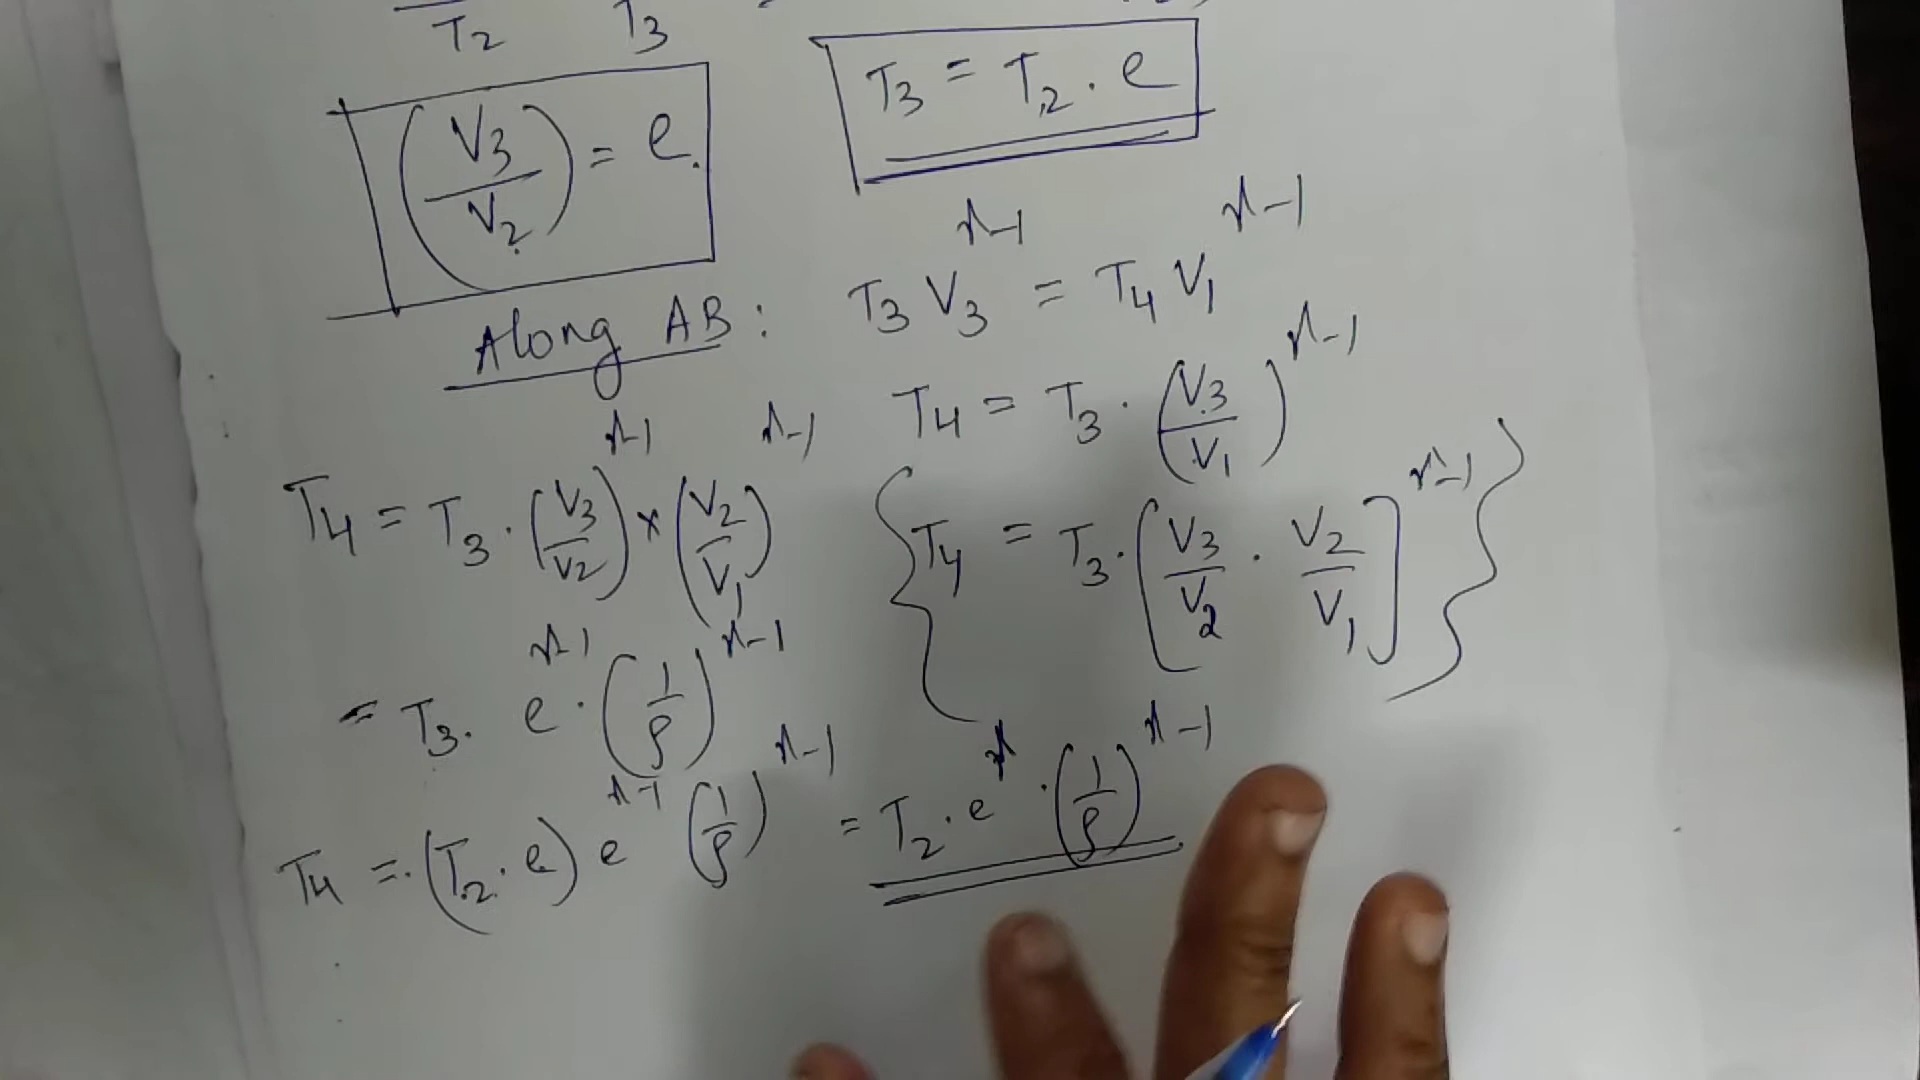 T₂ T₃
(V₃/V₂) = e.
T₃ = T₂ . e
Along AB : T₃ V₃^(γ-1) = T₄ V₁^(γ-1)
T₄ = T₃ . (V₃/V₁)^(γ-1)
T₄ = T₃ . [V₃/V₂ . V₂/V₁]^(γ-1)
T₄ = T₃ . (V₃/V₂)^(γ-1) × (V₂/V₁)^(γ-1)
= T₃ . e^(γ-1) . (1/ρ)^(γ-1)
T₄ = (T₂ . e) e^(γ-1) (1/ρ)^(γ-1) = T₂ . e^γ . (1/ρ)^(γ-1)